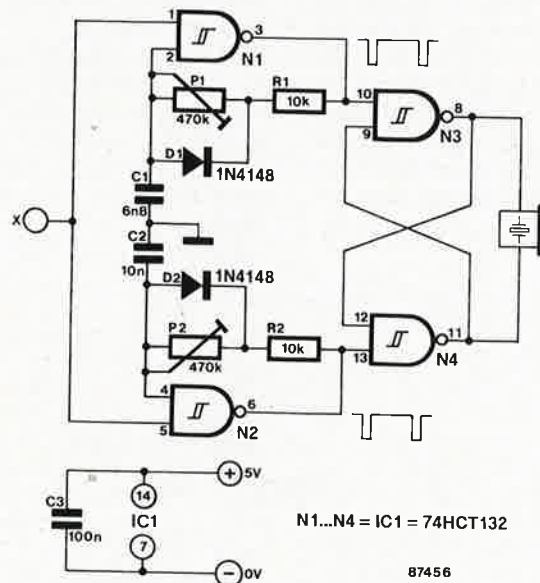 1
3
2
N1
P1
470k
R1
10k
10
8
9
N3
D1
1N4148
C1
6n8
X
C2
10n
D2
1N4148
12
11
13
N4
P2
470k
R2
10k
4
6
5
N2
C3
100n
14
IC1
7
+ 5V
− 0V
N1...N4 = IC1 = 74HCT132
87456